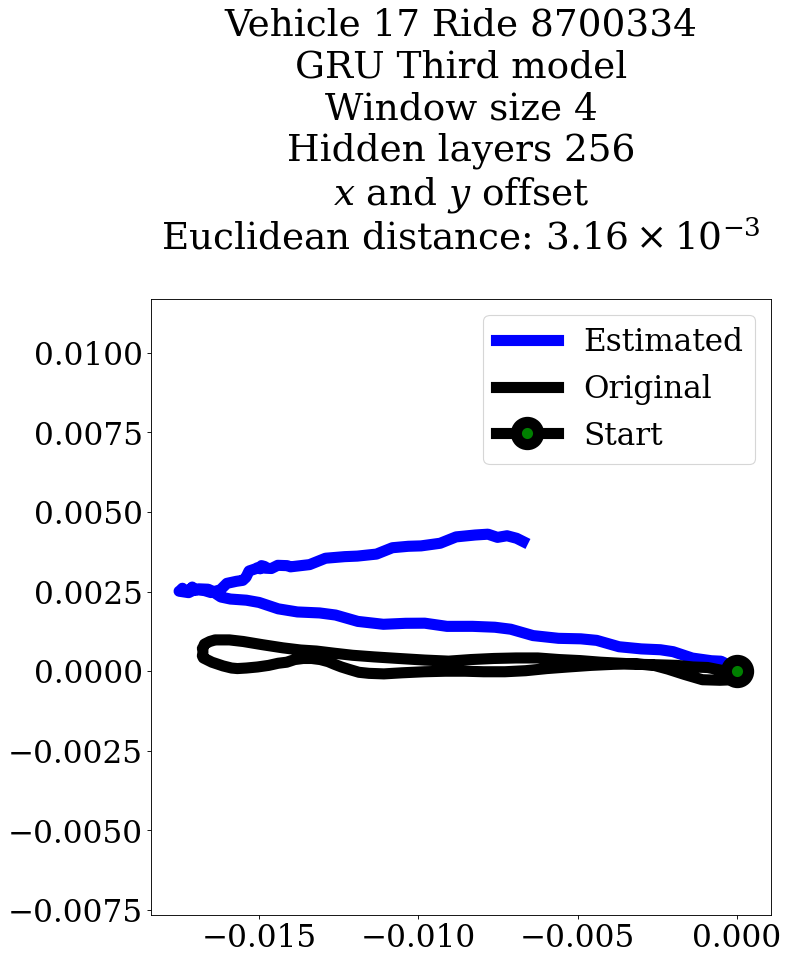 Vehicle 17 Ride 8700334
GRU Third model
Window size 4
Hidden layers 256
x and y offset
Euclidean distance: 3.16 × 10⁻³
Estimated
Original
Start
0.0100
0.0075
0.0050
0.0025
0.0000
−0.0025
−0.0050
−0.0075
−0.015 −0.010 −0.005 0.000